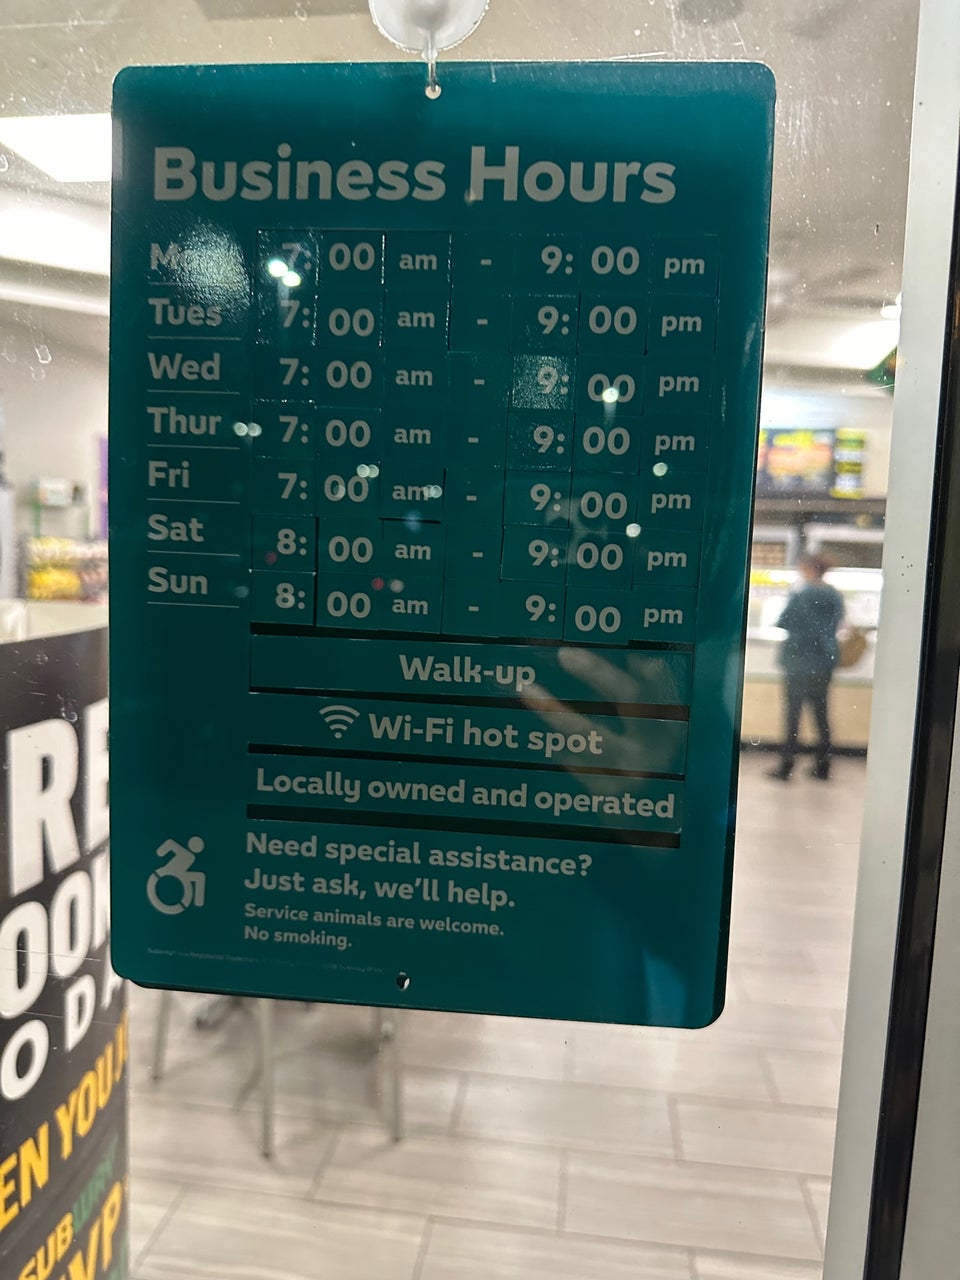 Business Hours
Mon 7:00 am - 9:00 pm
Tues 7:00 am - 9:00 pm
Wed 7:00 am - 9:00 pm
Thur 7:00 am - 9:00 pm
Fri 7:00 am - 9:00 pm
Sat 8:00 am - 9:00 pm
Sun 8:00 am - 9:00 pm
Walk-up
Wi-Fi hot spot
Locally owned and operated
Need special assistance?
Just ask, we'll help.
Service animals are welcome.
No smoking.